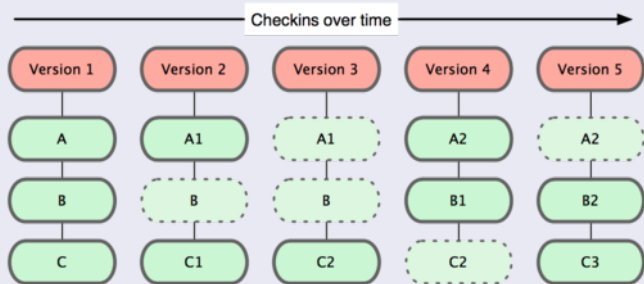 Checkins over time
Version 1 Version 2 Version 3 Version 4 Version 5
A A1 A1 A2 A2
B B B B1 B2
C C1 C2 C2 C3